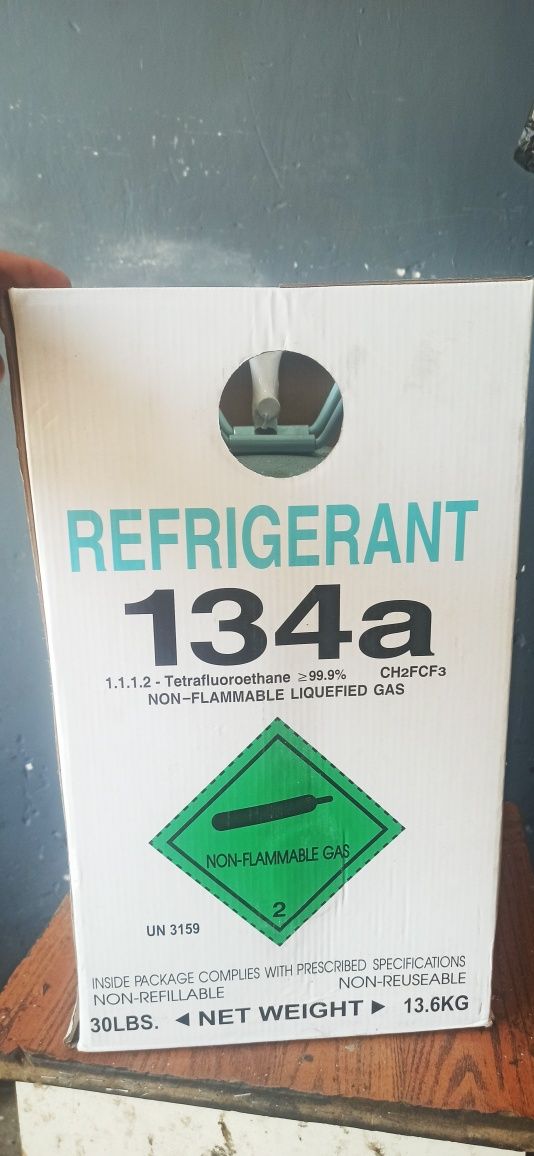 REFRIGERANT
134a
1.1.1.2 - Tetrafluoroethane ≥99.9% CH2FCF3
NON-FLAMMABLE LIQUEFIED GAS
NON-FLAMMABLE GAS
2
UN 3159
INSIDE PACKAGE COMPLIES WITH PRESCRIBED SPECIFICATIONS
NON-REFILLABLE NON-REUSEABLE
30LBS. ◀ NET WEIGHT ▶ 13.6KG